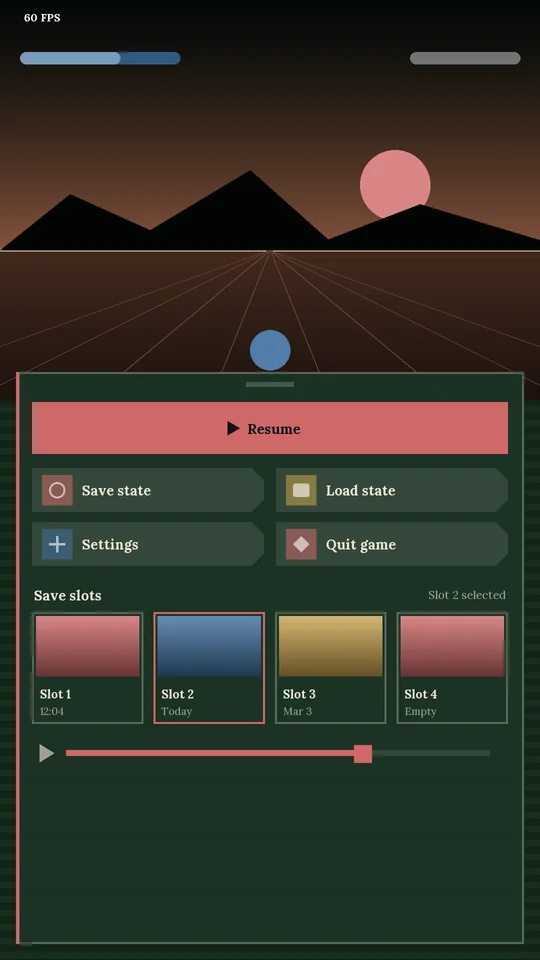 60 FPS
Resume
Save state
Load state
Settings
Quit game
Save slots
Slot 2 selected
Slot 1
12:04
Slot 2
Today
Slot 3
Mar 3
Slot 4
Empty